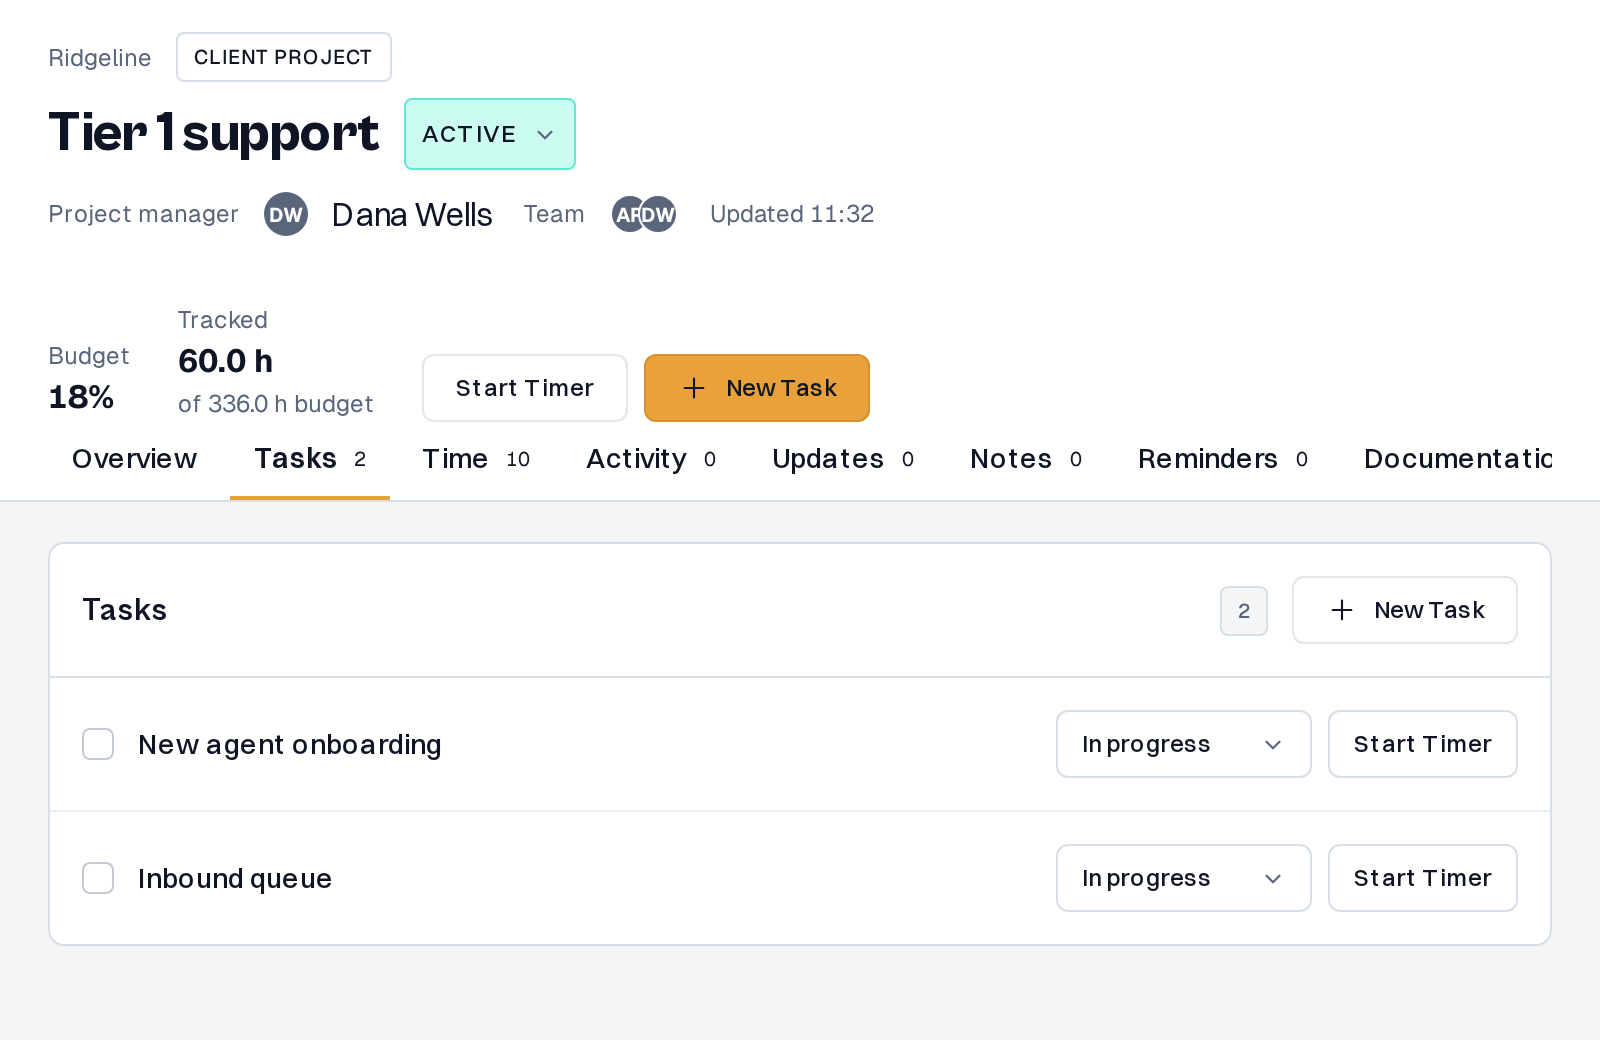 Ridgeline CLIENT PROJECT
Tier 1 support ACTIVE
Project manager DW Dana Wells Team DW Updated 11:32
Tracked
Budget 60.0 h
18% of 336.0 h budget
Start Timer New Task
Overview Tasks 2 Time 10 Activity 0 Updates 0 Notes 0 Reminders 0
Tasks 2 New Task
New agent onboarding In progress Start Timer
Inbound queue In progress Start Timer